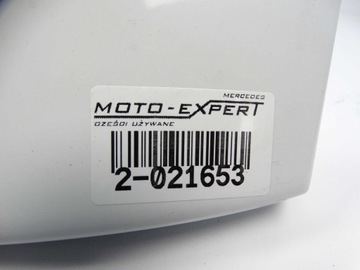 MERCEDES
MOTO-EXPERT
CZĘŚCI UŻYWANE
2-021653